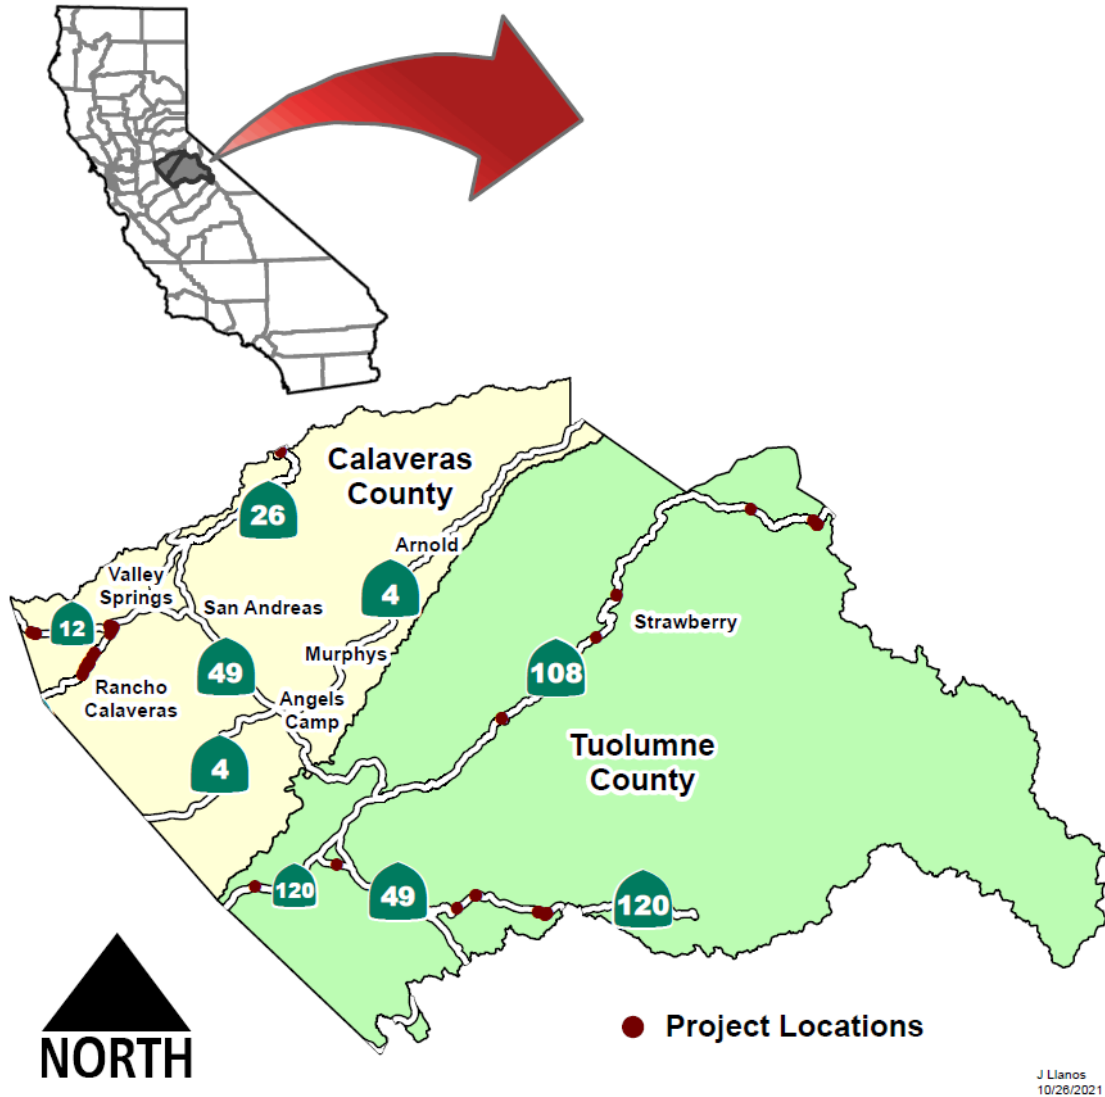 Calaveras
County
26
Arnold
Valley
Springs
4
12
San Andreas
Strawberry
Murphys
49
108
Rancho
Calaveras
Angels
Camp
4
Tuolumne
County
120
49
120
NORTH
Project Locations
J Llanos
10/26/2021